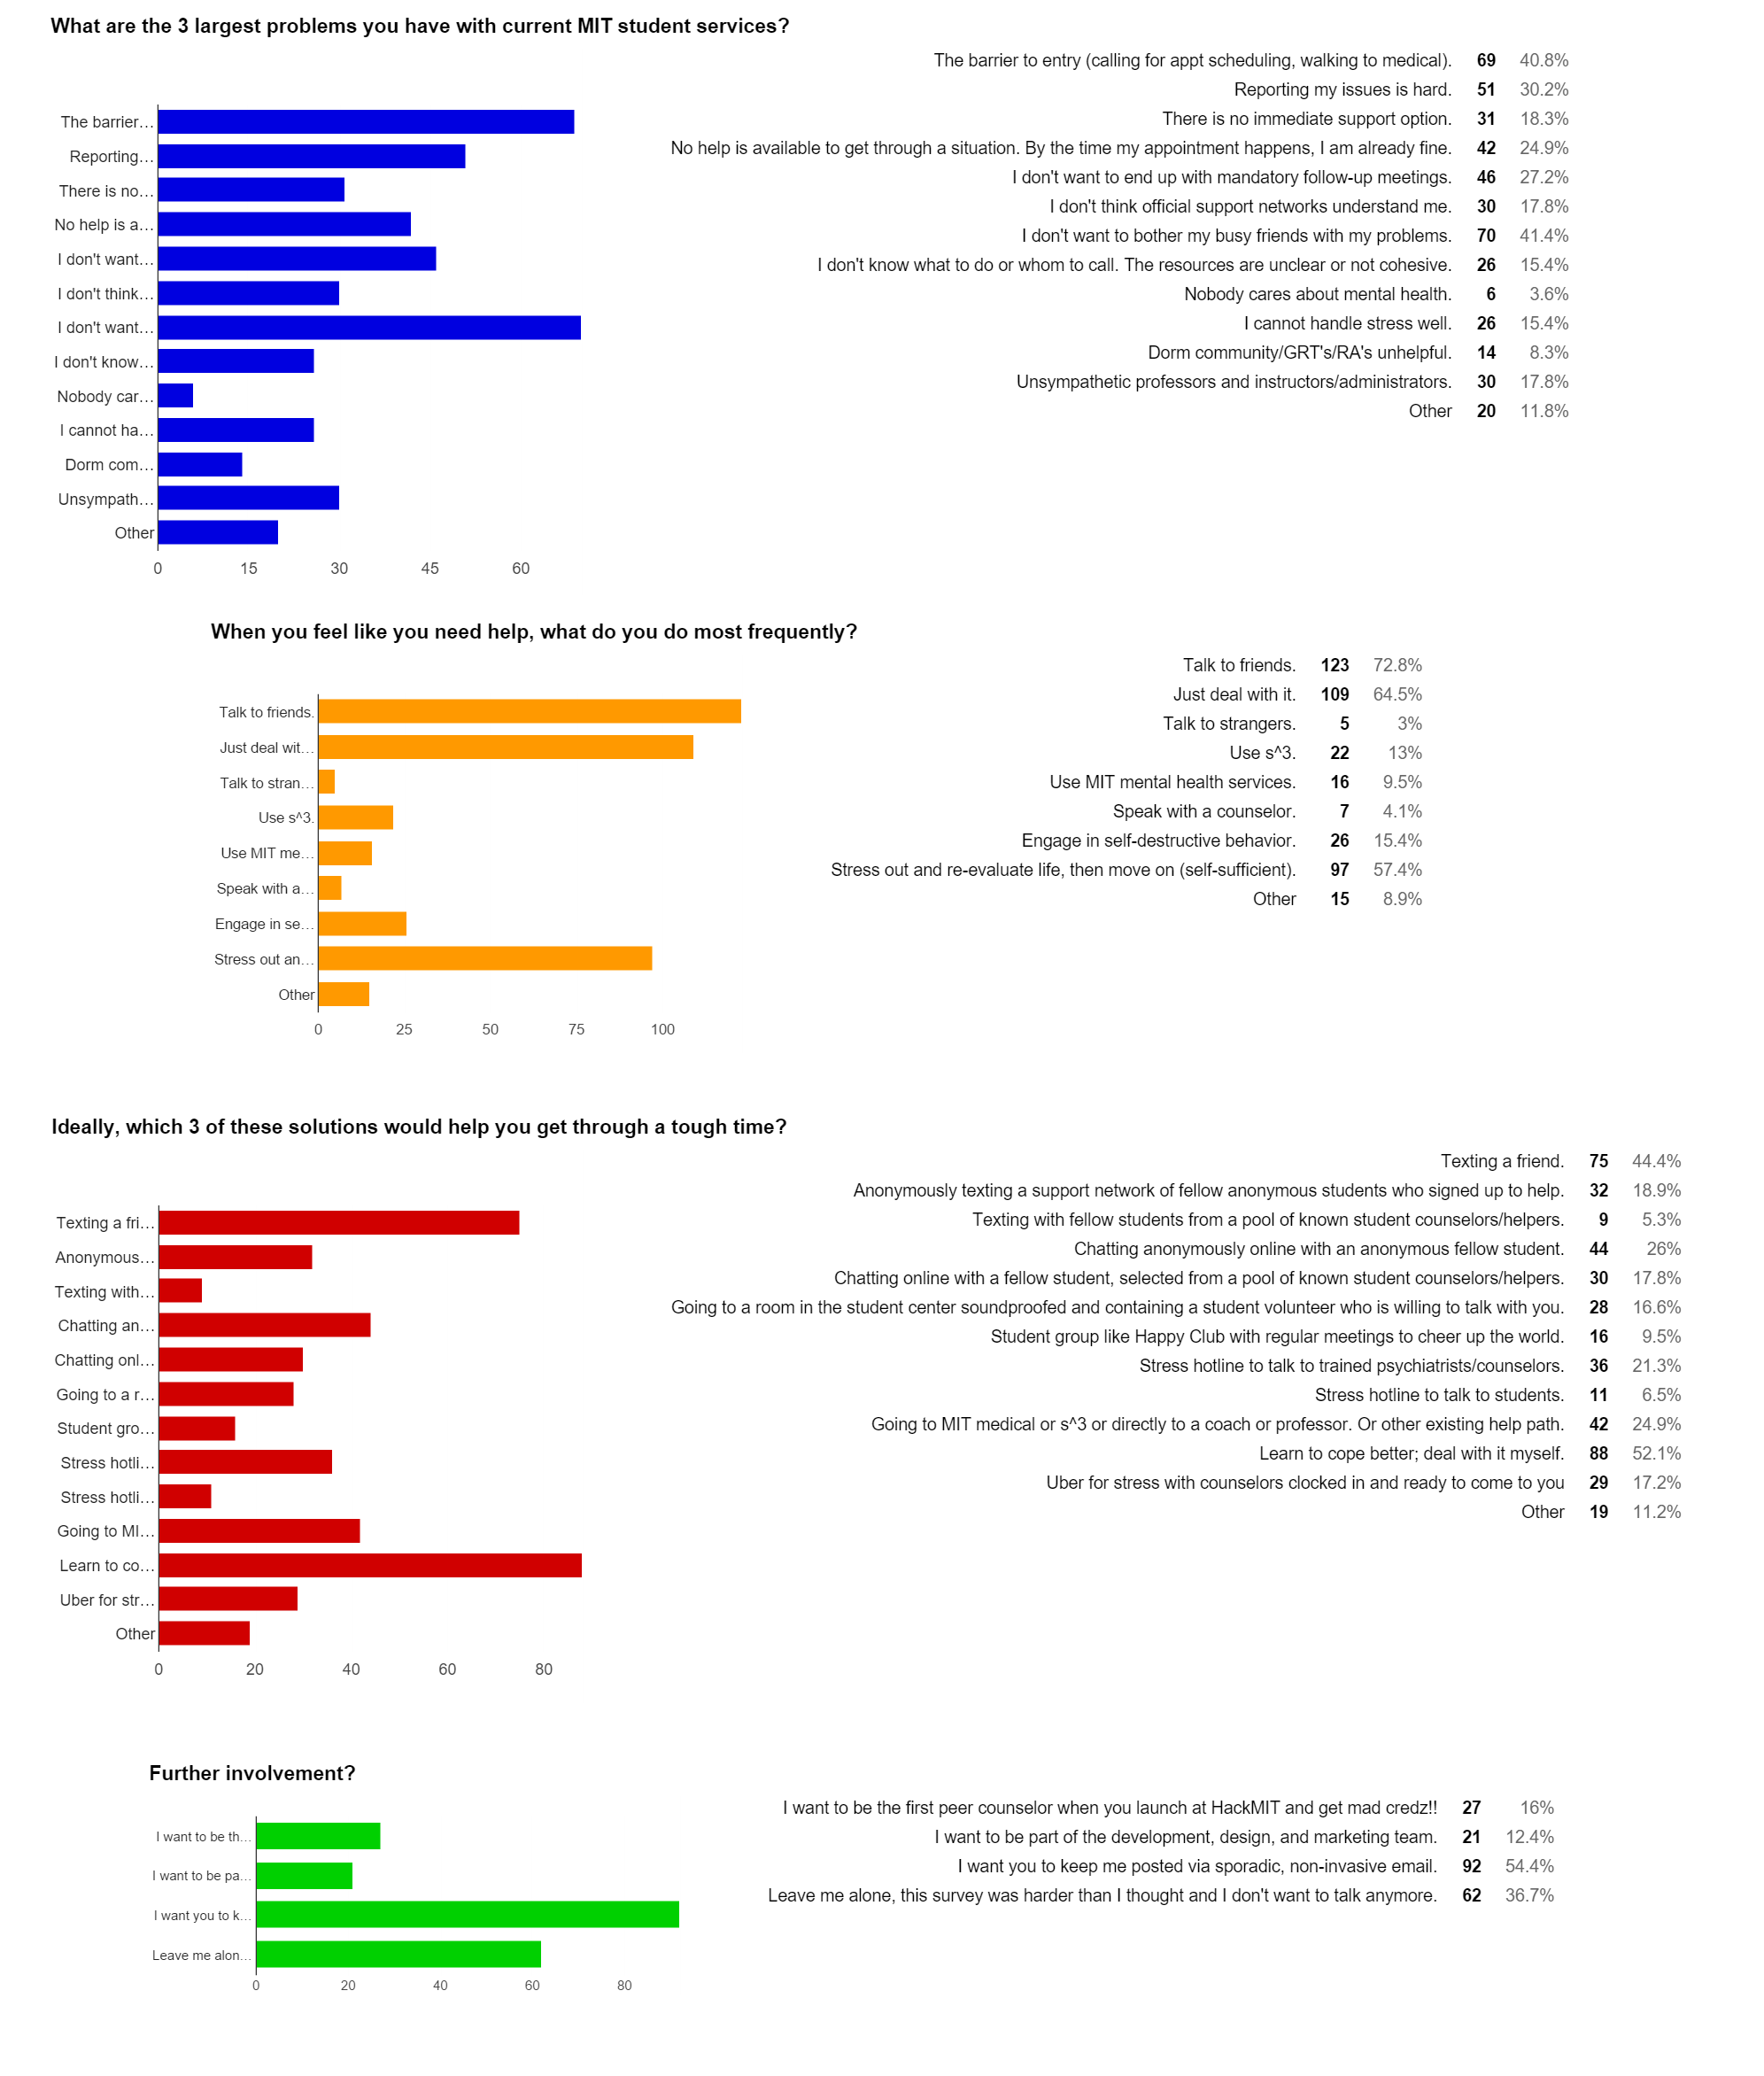 What are the 3 largest problems you have with current MIT student services?
The barrier to entry (calling for appt scheduling, walking to medical). 69 40.8%
Reporting my issues is hard. 51 30.2%
There is no immediate support option. 31 18.3%
No help is available to get through a situation. By the time my appointment happens, I am already fine. 42 24.9%
I don't want to end up with mandatory follow-up meetings. 46 27.2%
I don't think official support networks understand me. 30 17.8%
I don't want to bother my busy friends with my problems. 70 41.4%
I don't know what to do or whom to call. The resources are unclear or not cohesive. 26 15.4%
Nobody cares about mental health. 6 3.6%
I cannot handle stress well. 26 15.4%
Dorm community/GRT's/RA's unhelpful. 14 8.3%
Unsympathetic professors and instructors/administrators. 30 17.8%
Other 20 11.8%
The barrier…
Reporting…
There is no…
No help is a…
I don't want…
I don't think…
I don't want…
I don't know…
Nobody car…
I cannot ha…
Dorm com…
Unsympath…
Other
0 15 30 45 60
When you feel like you need help, what do you do most frequently?
Talk to friends. 123 72.8%
Just deal with it. 109 64.5%
Talk to strangers. 5 3%
Use s^3. 22 13%
Use MIT mental health services. 16 9.5%
Speak with a counselor. 7 4.1%
Engage in self-destructive behavior. 26 15.4%
Stress out and re-evaluate life, then move on (self-sufficient). 97 57.4%
Other 15 8.9%
Talk to friends.
Just deal wit…
Talk to stran…
Use s^3.
Use MIT me…
Speak with a…
Engage in se…
Stress out an…
Other
0 25 50 75 100
Ideally, which 3 of these solutions would help you get through a tough time?
Texting a friend. 75 44.4%
Anonymously texting a support network of fellow anonymous students who signed up to help. 32 18.9%
Texting with fellow students from a pool of known student counselors/helpers. 9 5.3%
Chatting anonymously online with an anonymous fellow student. 44 26%
Chatting online with a fellow student, selected from a pool of known student counselors/helpers. 30 17.8%
Going to a room in the student center soundproofed and containing a student volunteer who is willing to talk with you. 28 16.6%
Student group like Happy Club with regular meetings to cheer up the world. 16 9.5%
Stress hotline to talk to trained psychiatrists/counselors. 36 21.3%
Stress hotline to talk to students. 11 6.5%
Going to MIT medical or s^3 or directly to a coach or professor. Or other existing help path. 42 24.9%
Learn to cope better; deal with it myself. 88 52.1%
Uber for stress with counselors clocked in and ready to come to you 29 17.2%
Other 19 11.2%
Texting a fri…
Anonymous…
Texting with…
Chatting an…
Chatting onl…
Going to a r…
Student gro…
Stress hotli…
Stress hotli…
Going to MI…
Learn to co…
Uber for str…
Other
0 20 40 60 80
Further involvement?
I want to be the first peer counselor when you launch at HackMIT and get mad credz!! 27 16%
I want to be part of the development, design, and marketing team. 21 12.4%
I want you to keep me posted via sporadic, non-invasive email. 92 54.4%
Leave me alone, this survey was harder than I thought and I don't want to talk anymore. 62 36.7%
I want to be th…
I want to be pa…
I want you to k…
Leave me alon…
0 20 40 60 80